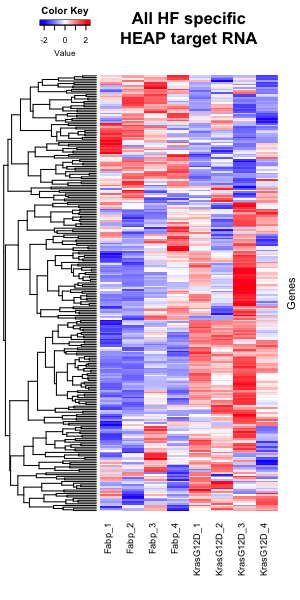 Color Key
-2 0 2
Value
All HF specific
HEAP target RNA
Genes
Fabp_1
Fabp_2
Fabp_3
Fabp_4
KrasG12D_1
KrasG12D_2
KrasG12D_3
KrasG12D_4